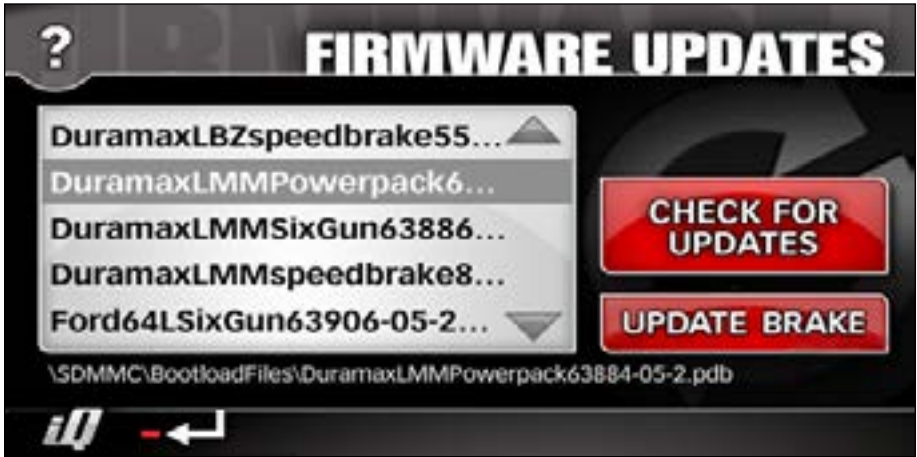 ?
FIRMWARE UPDATES
DuramaxLBZspeedbrake55...
DuramaxLMMPowerpack6...
DuramaxLMMSixGun63886...
DuramaxLMMspeedbrake8...
Ford64LSixGun63906-05-2...
CHECK FOR
UPDATES
UPDATE BRAKE
\SDMMC\BootloadFiles\DuramaxLMMPowerpack63884-05-2.pdb
iQ